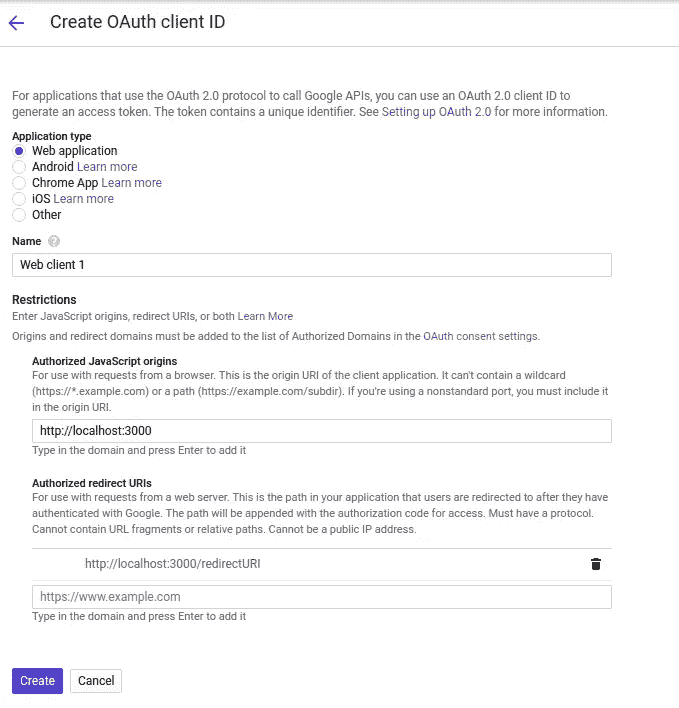 Create OAuth client ID
For applications that use the OAuth 2.0 protocol to call Google APIs, you can use an OAuth 2.0 client ID to
generate an access token. The token contains a unique identifier. See Setting up OAuth 2.0 for more information.
Application type
Web application
Android Learn more
Chrome App Learn more
iOS Learn more
Other
Name ?
Web client 1
Restrictions
Enter JavaScript origins, redirect URIs, or both Learn More
Origins and redirect domains must be added to the list of Authorized Domains in the OAuth consent settings.
Authorized JavaScript origins
For use with requests from a browser. This is the origin URI of the client application. It can't contain a wildcard
(https://*.example.com) or a path (https://example.com/subdir). If you're using a nonstandard port, you must include it
in the origin URI.
http://localhost:3000
Type in the domain and press Enter to add it
Authorized redirect URIs
For use with requests from a web server. This is the path in your application that users are redirected to after they have
authenticated with Google. The path will be appended with the authorization code for access. Must have a protocol.
Cannot contain URL fragments or relative paths. Cannot be a public IP address.
http://localhost:3000/redirectURI
https://www.example.com
Type in the domain and press Enter to add it
Create Cancel